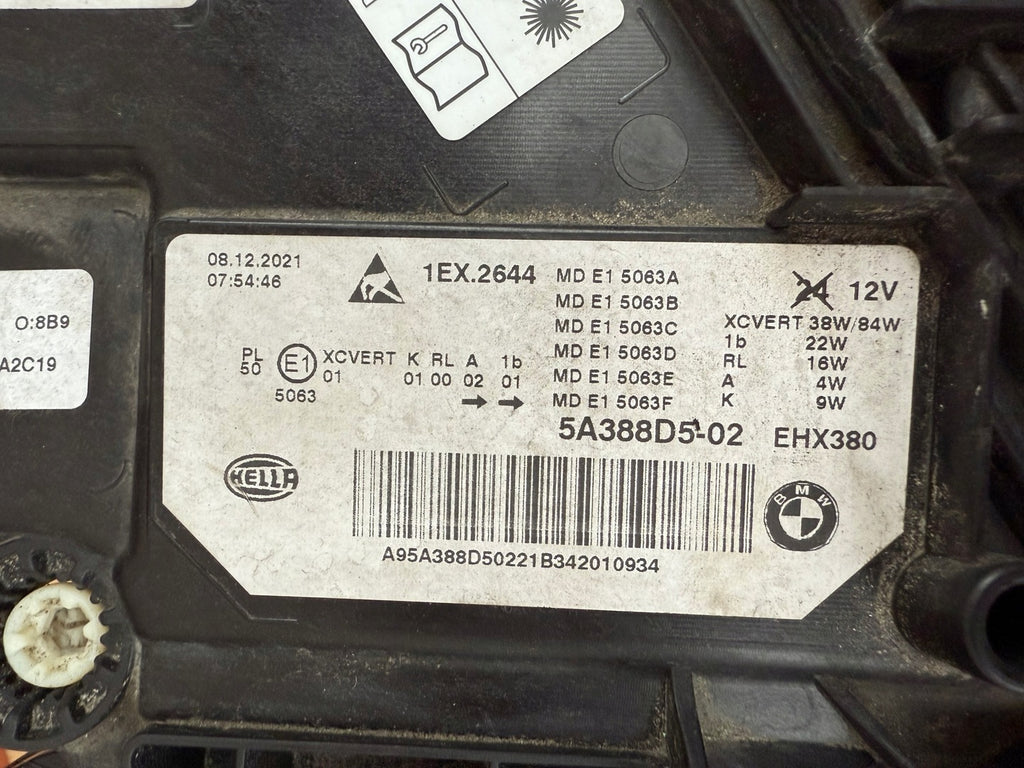 08.12.2021
07:54:46
1EX.2644
MD E1 5063A
MD E1 5063B
MD E1 5063C
MD E1 5063D
MD E1 5063E
MD E1 5063F
24 12V
XCVERT 38W/84W
1b 22W
RL 16W
A 4W
K 9W
PL
50
E1
5063
XCVERT K RL A 1b
01 01 00 02 01
5A388D5-02
EHX380
HELLA
BMW
A95A388D50221B342010934
O:8B9
A2C19